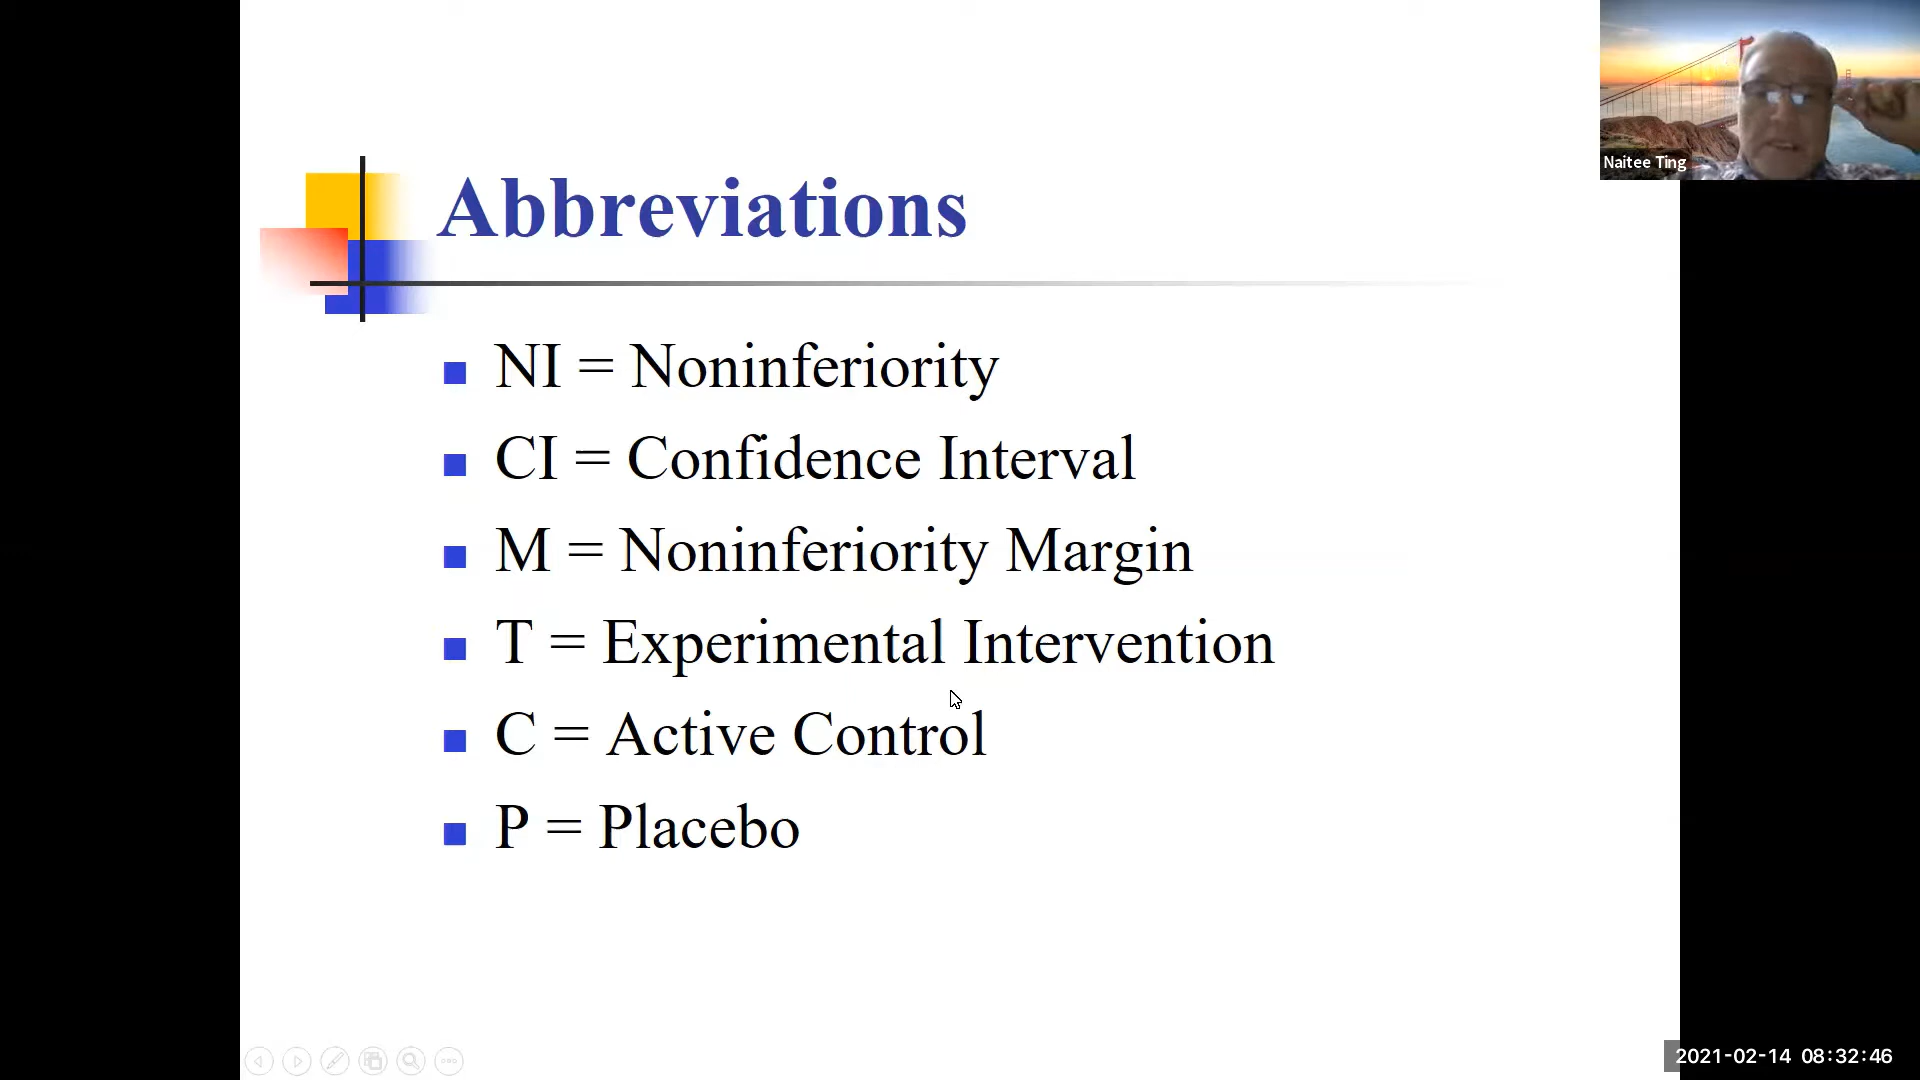 Naitee Ting
Abbreviations
NI = Noninferiority
CI = Confidence Interval
M = Noninferiority Margin
T = Experimental Intervention
C = Active Control
P = Placebo
2021-02-14 08:32:46